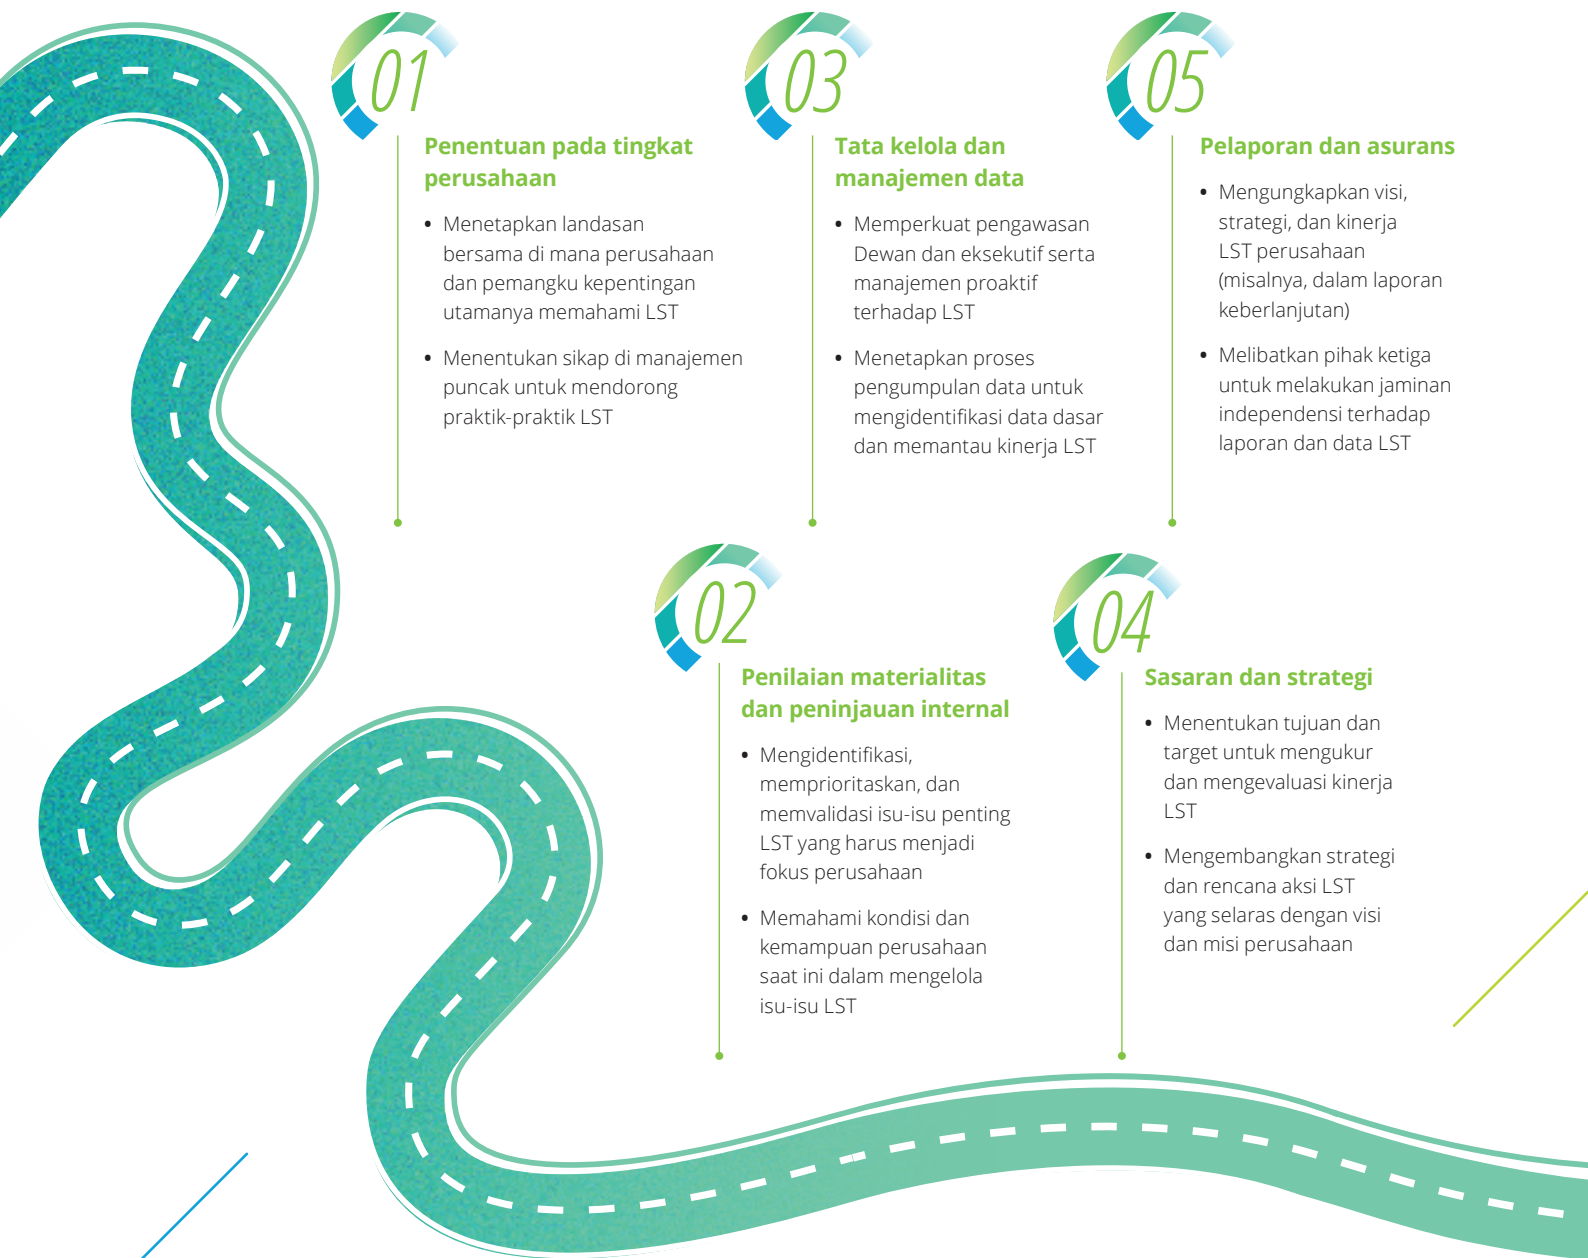 01
Penentuan pada tingkat
perusahaan
• Menetapkan landasan
bersama di mana perusahaan
dan pemangku kepentingan
utamanya memahami LST
• Menentukan sikap di manajemen
puncak untuk mendorong
praktik-praktik LST
02
Penilaian materialitas
dan peninjauan internal
• Mengidentifikasi,
memprioritaskan, dan
memvalidasi isu-isu penting
LST yang harus menjadi
fokus perusahaan
• Memahami kondisi dan
kemampuan perusahaan
saat ini dalam mengelola
isu-isu LST
03
Tata kelola dan
manajemen data
• Memperkuat pengawasan
Dewan dan eksekutif serta
manajemen proaktif
terhadap LST
• Menetapkan proses
pengumpulan data untuk
mengidentifikasi data dasar
dan memantau kinerja LST
04
Sasaran dan strategi
• Menentukan tujuan dan
target untuk mengukur
dan mengevaluasi kinerja
LST
• Mengembangkan strategi
dan rencana aksi LST
yang selaras dengan visi
dan misi perusahaan
05
Pelaporan dan asurans
• Mengungkapkan visi,
strategi, dan kinerja
LST perusahaan
(misalnya, dalam laporan
keberlanjutan)
• Melibatkan pihak ketiga
untuk melakukan jaminan
independensi terhadap
laporan dan data LST